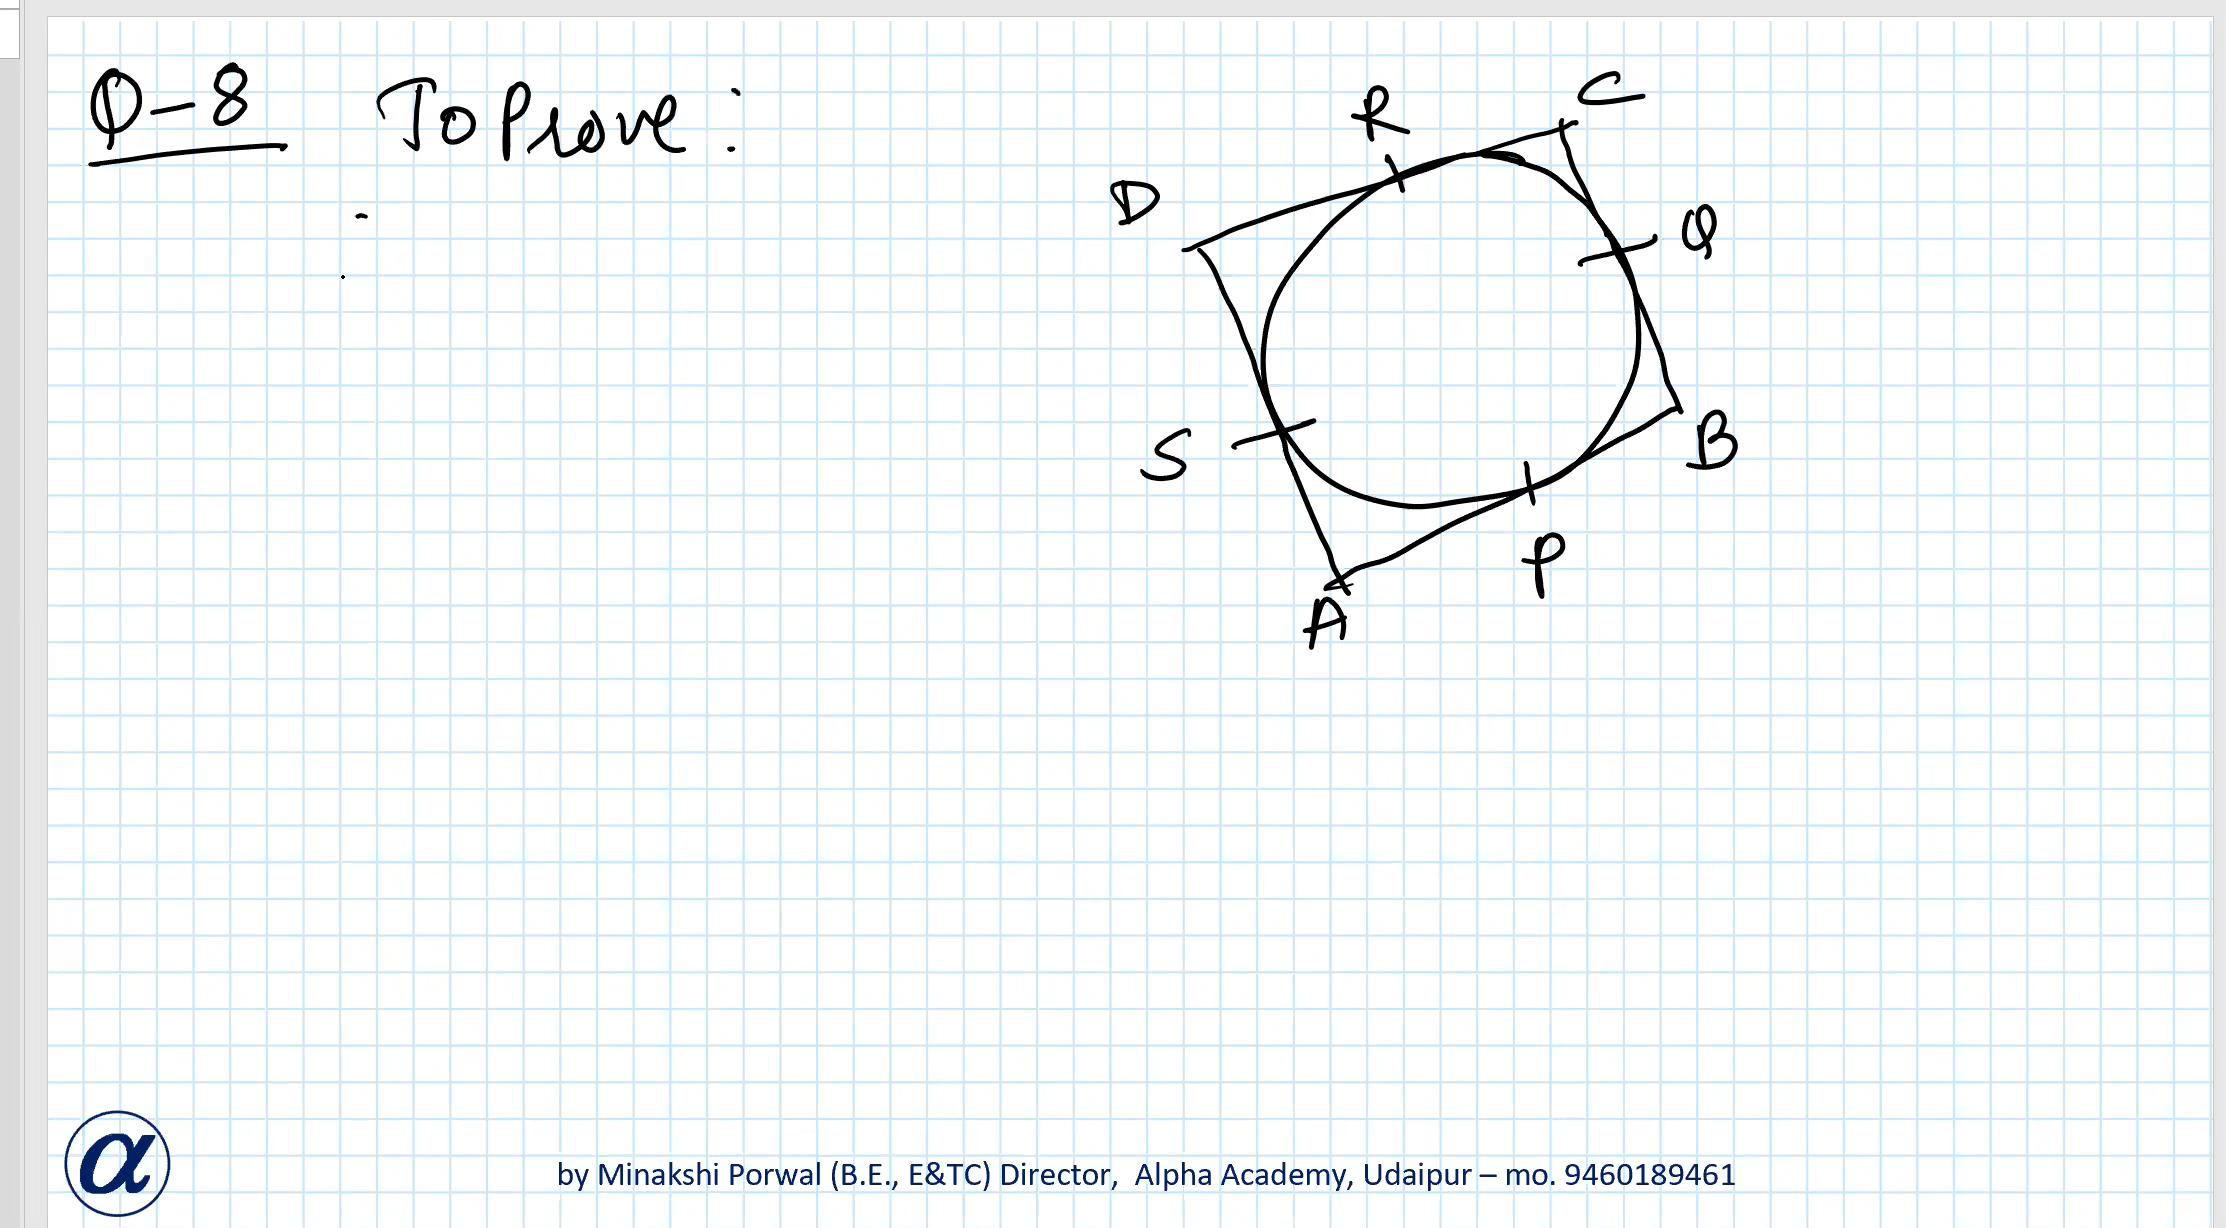 Q-8 To Prove :
R
C
D
Q
S
B
P
A
α
by Minakshi Porwal (B.E., E&TC) Director, Alpha Academy, Udaipur – mo. 9460189461